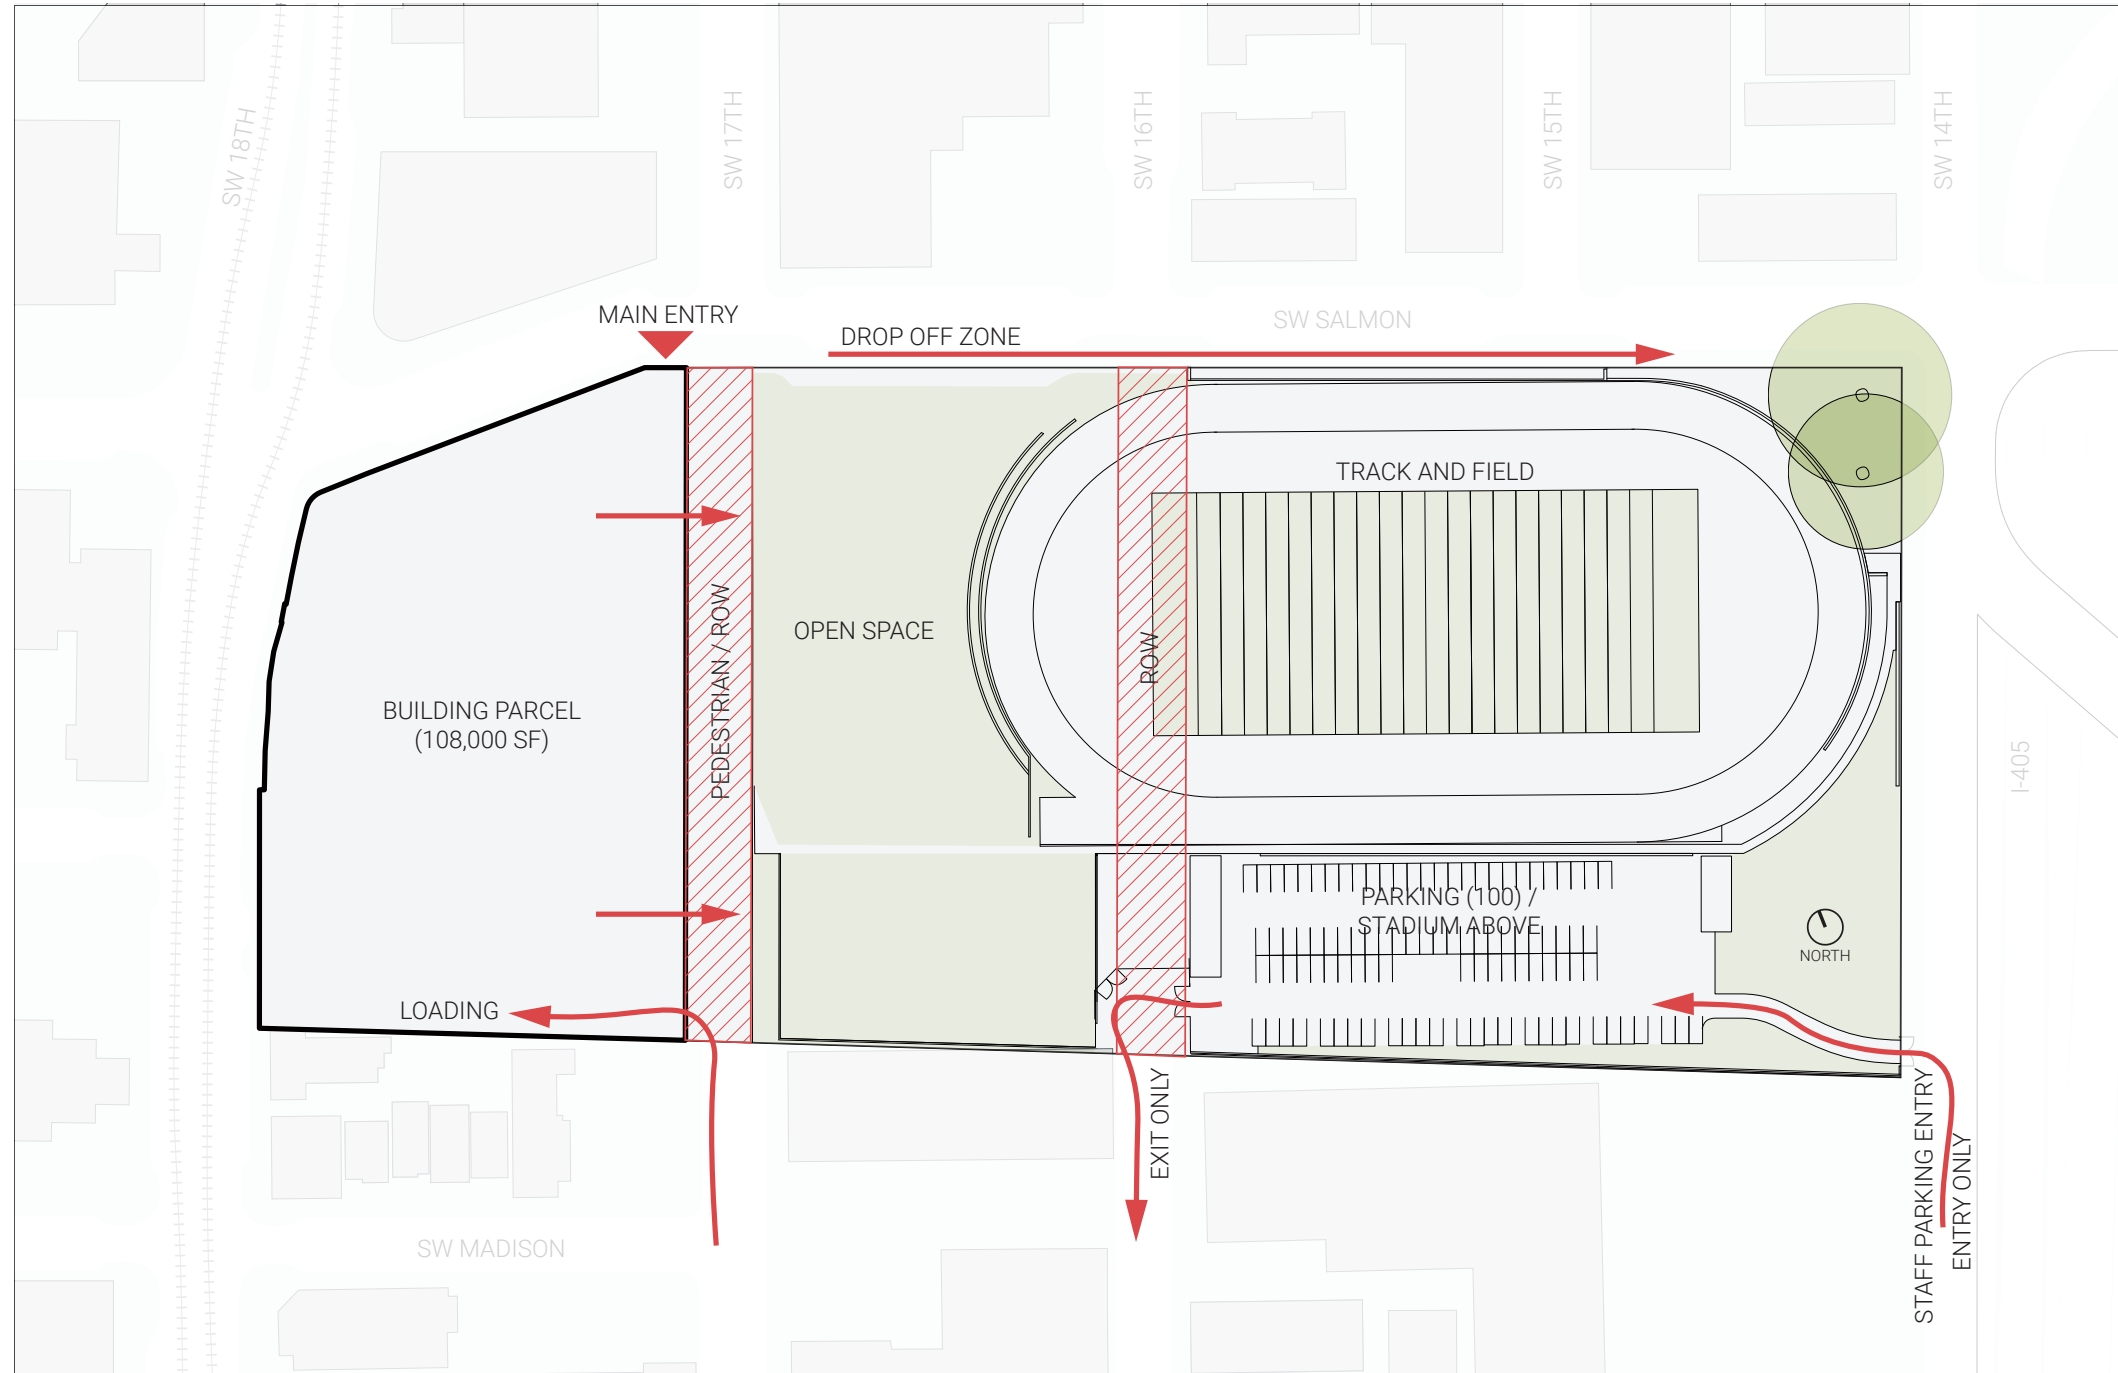 SW 18TH
SW 17TH
SW 16TH
SW 15TH
SW 14TH
MAIN ENTRY
DROP OFF ZONE
SW SALMON
TRACK AND FIELD
PEDESTRIAN / ROW
OPEN SPACE
ROW
BUILDING PARCEL
(108,000 SF)
I-405
PARKING (100) /
STADIUM ABOVE
NORTH
LOADING
EXIT ONLY
STAFF PARKING ENTRY
ENTRY ONLY
SW MADISON